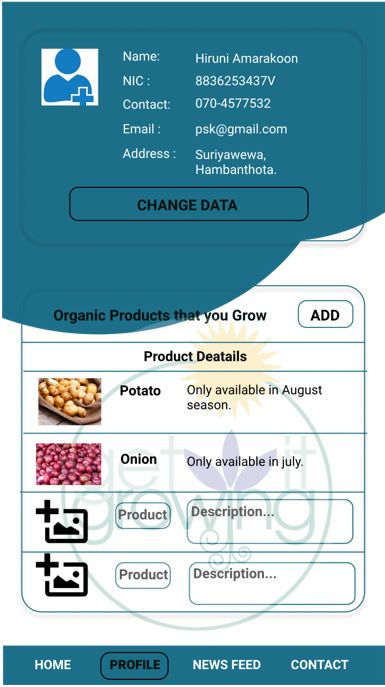 Name: Hiruni Amarakoon
NIC : 8836253437V
Contact: 070-4577532
Email : psk@gmail.com
Address : Suriyawewa,
Hambanthota.
CHANGE DATA
Organic Products that you Grow ADD
Product Deatails
Potato Only available in August
season.
Onion Only available in july.
get it
growing
Product Description...
Product Description...
HOME PROFILE NEWS FEED CONTACT